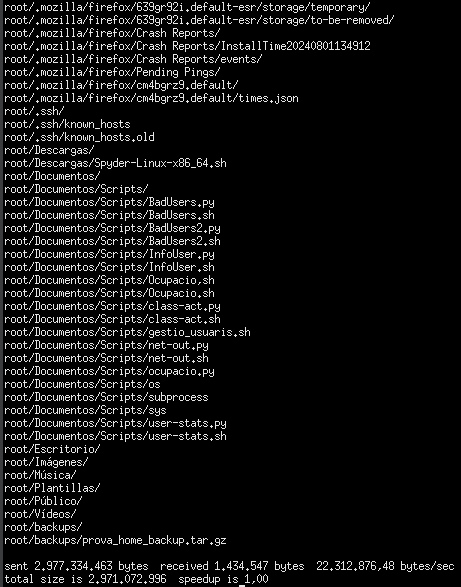 root/.mozilla/firefox/639gr92i.default-esr/storage/temporary/
root/.mozilla/firefox/639gr92i.default-esr/storage/to-be-removed/
root/.mozilla/firefox/Crash Reports/
root/.mozilla/firefox/Crash Reports/InstallTime20240801134912
root/.mozilla/firefox/Crash Reports/events/
root/.mozilla/firefox/Pending Pings/
root/.mozilla/firefox/cm4bgrz9.default/
root/.mozilla/firefox/cm4bgrz9.default/times.json
root/.ssh/
root/.ssh/known_hosts
root/.ssh/known_hosts.old
root/Descargas/
root/Descargas/Spyder-Linux-x86_64.sh
root/Documentos/
root/Documentos/Scripts/
root/Documentos/Scripts/BadUsers.py
root/Documentos/Scripts/BadUsers.sh
root/Documentos/Scripts/BadUsers2.py
root/Documentos/Scripts/BadUsers2.sh
root/Documentos/Scripts/InfoUser.py
root/Documentos/Scripts/InfoUser.sh
root/Documentos/Scripts/Ocupacio,sh
root/Documentos/Scripts/Ocupacio.sh
root/Documentos/Scripts/class-act.py
root/Documentos/Scripts/class-act.sh
root/Documentos/Scripts/gestio_usuaris.sh
root/Documentos/Scripts/net-out.py
root/Documentos/Scripts/net-out.sh
root/Documentos/Scripts/ocupacio.py
root/Documentos/Scripts/os
root/Documentos/Scripts/subprocess
root/Documentos/Scripts/sys
root/Documentos/Scripts/user-stats.py
root/Documentos/Scripts/user-stats.sh
root/Escritorio/
root/Imágenes/
root/Música/
root/Plantillas/
root/Público/
root/Vídeos/
root/backups/
root/backups/prova_home_backup.tar.gz
sent 2.977.334.463 bytes  received 1.434.547 bytes  22.312.876,48 bytes/sec
total size is 2.971.072.996  speedup is 1,00